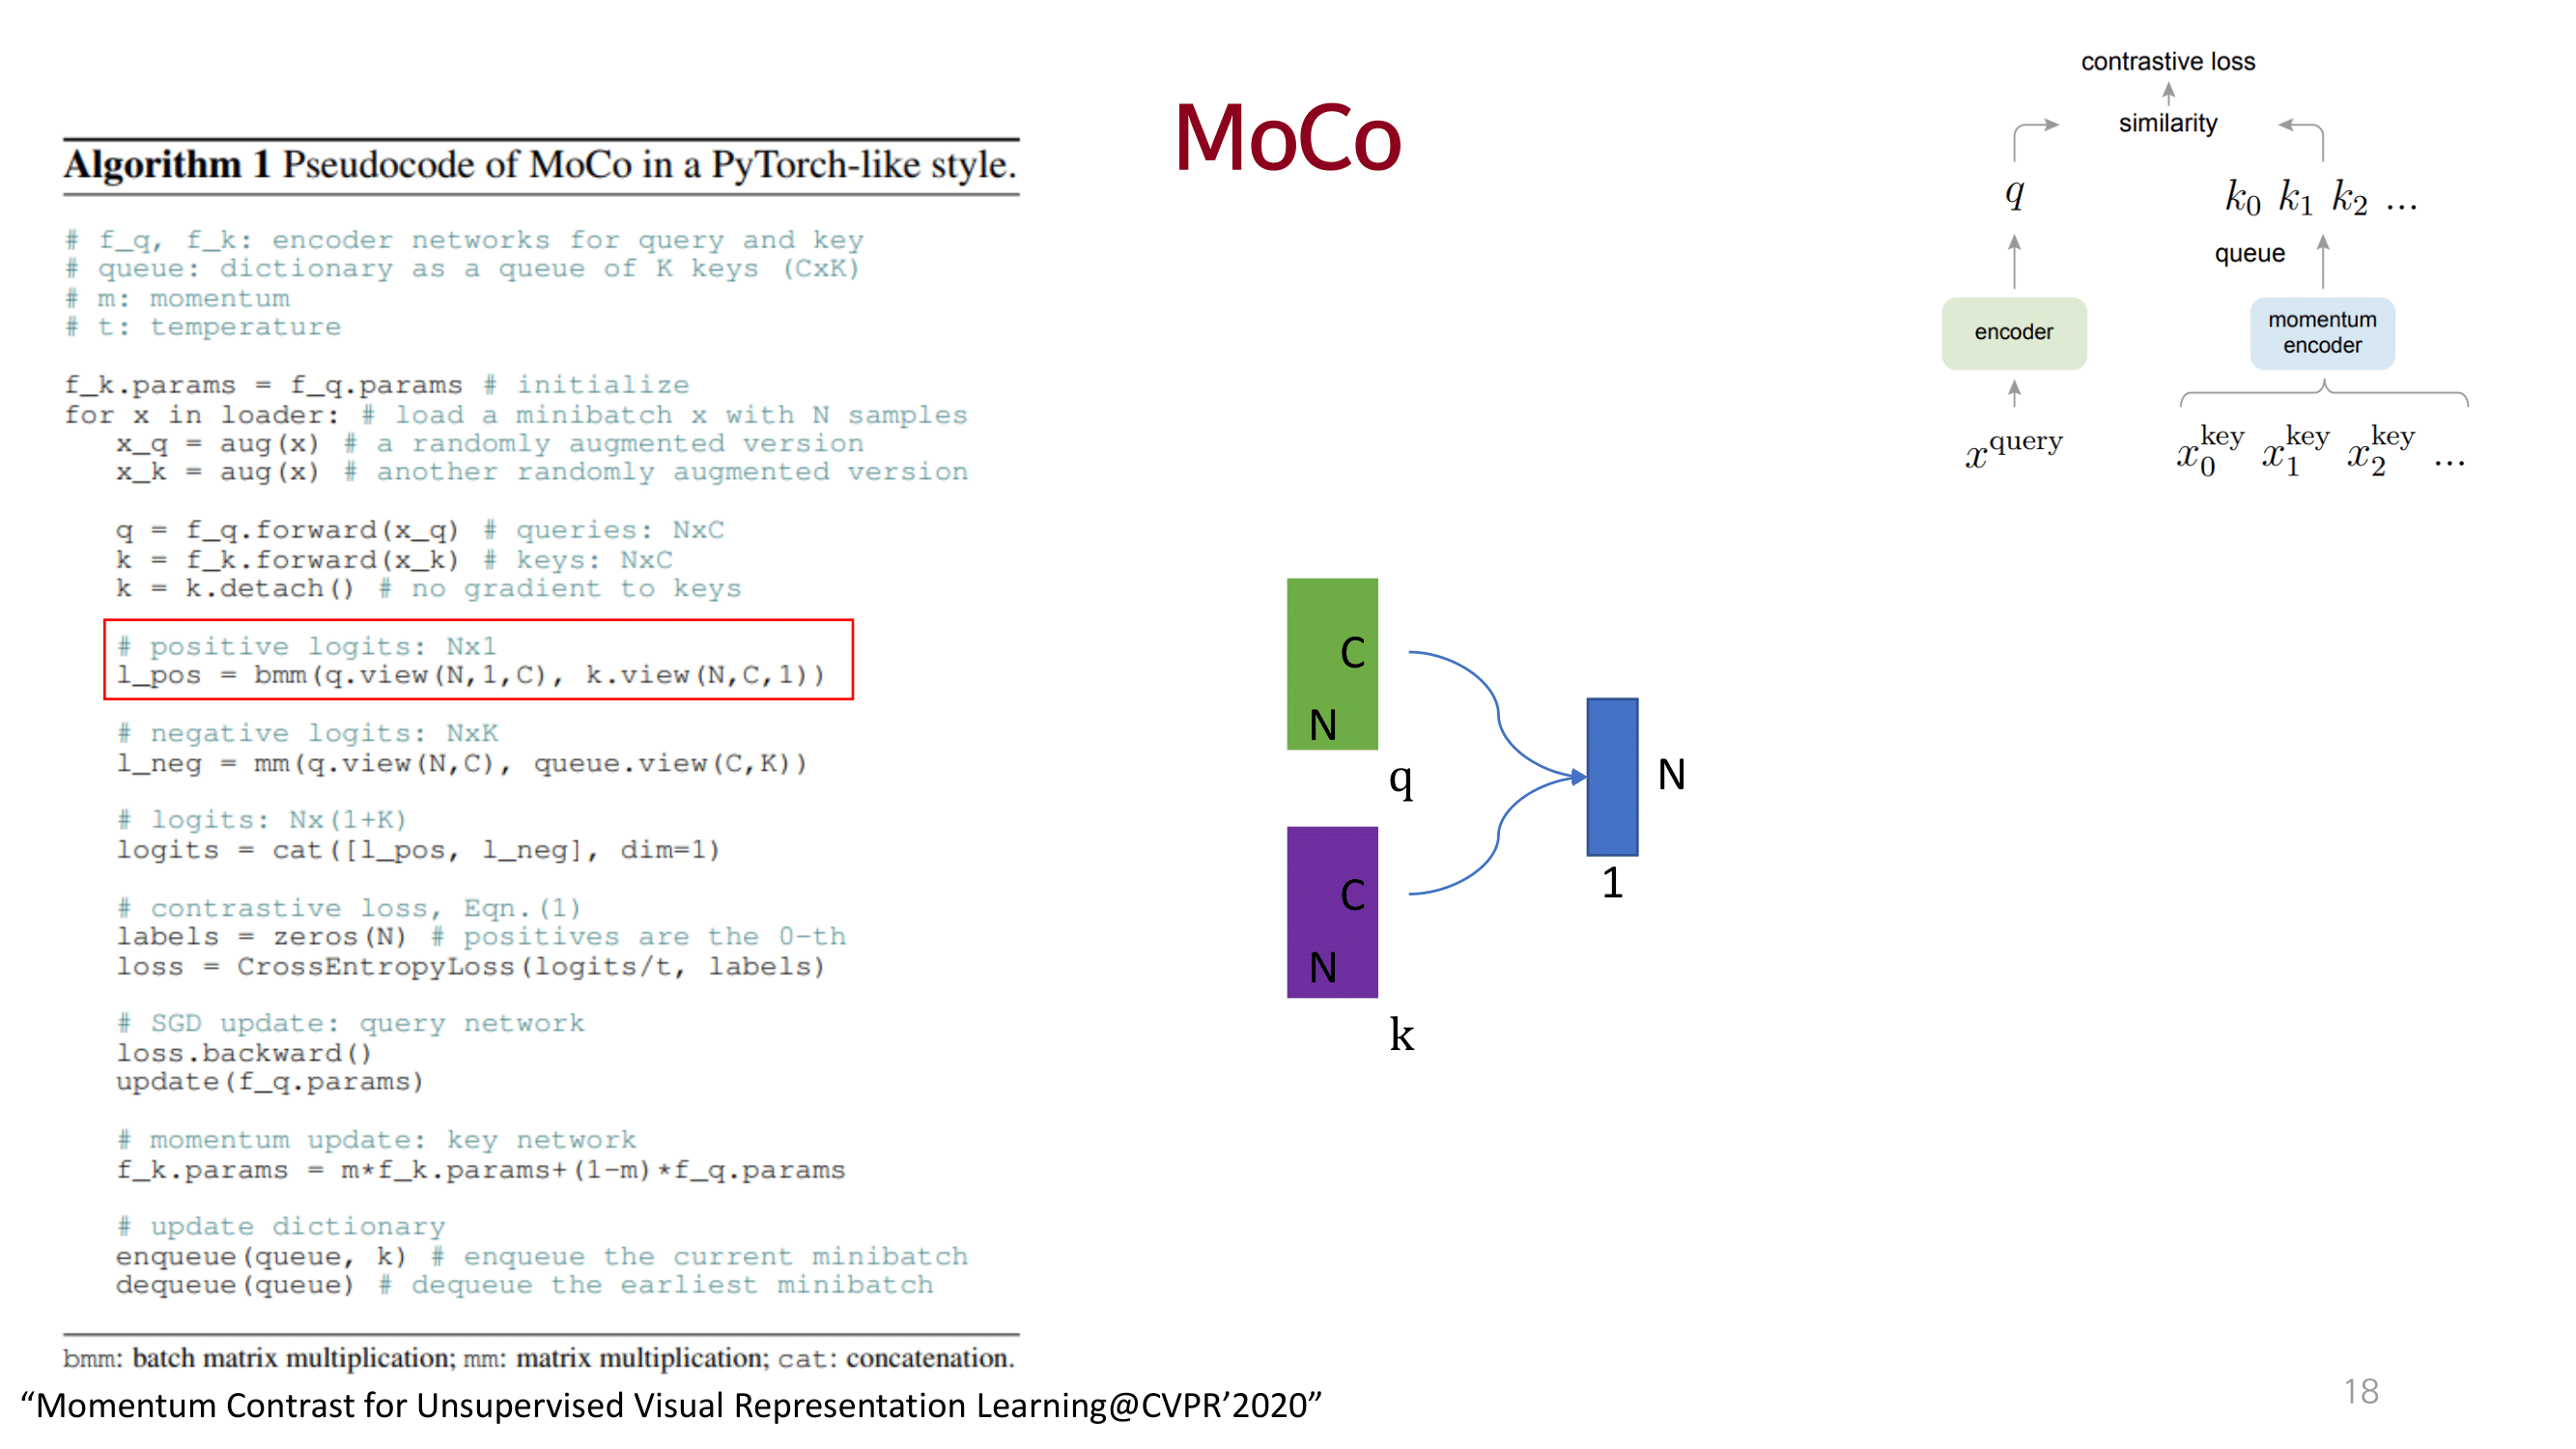 MoCo
Algorithm 1 Pseudocode of MoCo in a PyTorch-like style.
# f_q, f_k: encoder networks for query and key
# queue: dictionary as a queue of K keys (CxK)
# m: momentum
# t: temperature
f_k.params = f_q.params # initialize
for x in loader: # load a minibatch x with N samples
x_q = aug(x) # a randomly augmented version
x_k = aug(x) # another randomly augmented version
q = f_q.forward(x_q) # queries: NxC
k = f_k.forward(x_k) # keys: NxC
k = k.detach() # no gradient to keys
# positive logits: Nx1
l_pos = bmm(q.view(N,1,C), k.view(N,C,1))
# negative logits: NxK
l_neg = mm(q.view(N,C), queue.view(C,K))
# logits: Nx(1+K)
logits = cat([l_pos, l_neg], dim=1)
# contrastive loss, Eqn.(1)
labels = zeros(N) # positives are the 0-th
loss = CrossEntropyLoss(logits/t, labels)
# SGD update: query network
loss.backward()
update(f_q.params)
# momentum update: key network
f_k.params = m*f_k.params+(1-m)*f_q.params
# update dictionary
enqueue(queue, k) # enqueue the current minibatch
dequeue(queue) # dequeue the earliest minibatch
bmm: batch matrix multiplication; mm: matrix multiplication; cat: concatenation.
“Momentum Contrast for Unsupervised Visual Representation Learning@CVPR’2020”
contrastive loss
similarity
q k0 k1 k2 ...
queue
encoder
momentum
encoder
x^query x_0^key x_1^key x_2^key ...
C
N
q
C
N
k
N
1
18